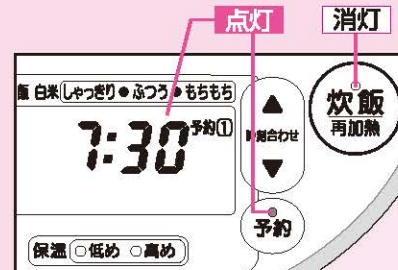 点灯
消灯
飯 白米 しゃっきり●ふつう●もちもち
7:30
予約①
▲
時刻合わせ
▼
炊飯
再加熱
予約
保温 ○低め ○高め